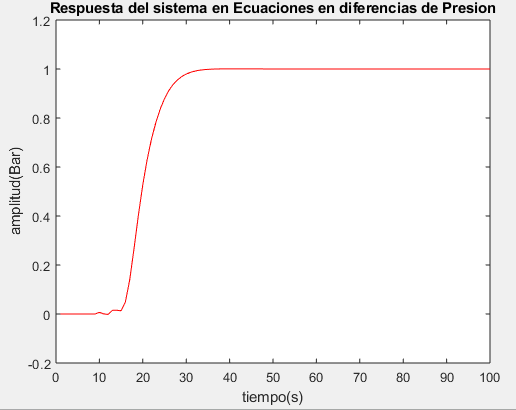 Respuesta del sistema en Ecuaciones en diferencias de Presion
1.2
1
0.8
0.6
0.4
0.2
0
-0.2
amplitud(Bar)
0 10 20 30 40 50 60 70 80 90 100
tiempo(s)